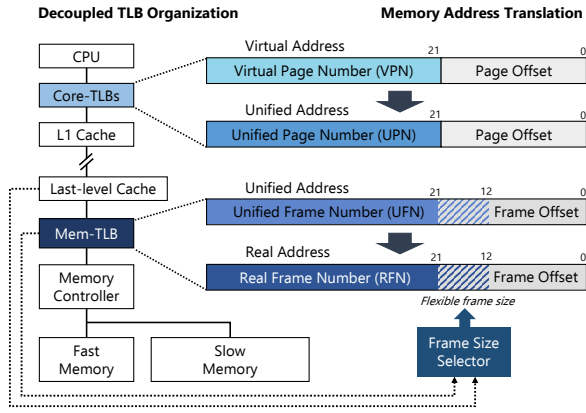 Decoupled TLB Organization
Memory Address Translation
CPU
Core-TLBs
L1 Cache
Last-level Cache
Mem-TLB
Memory
Controller
Fast
Memory
Slow
Memory
Virtual Address
21
0
Virtual Page Number (VPN)
Page Offset
Unified Address
21
0
Unified Page Number (UPN)
Page Offset
Unified Address
21
12
0
Unified Frame Number (UFN)
Frame Offset
Real Address
21
12
0
Real Frame Number (RFN)
Frame Offset
Flexible frame size
Frame Size
Selector